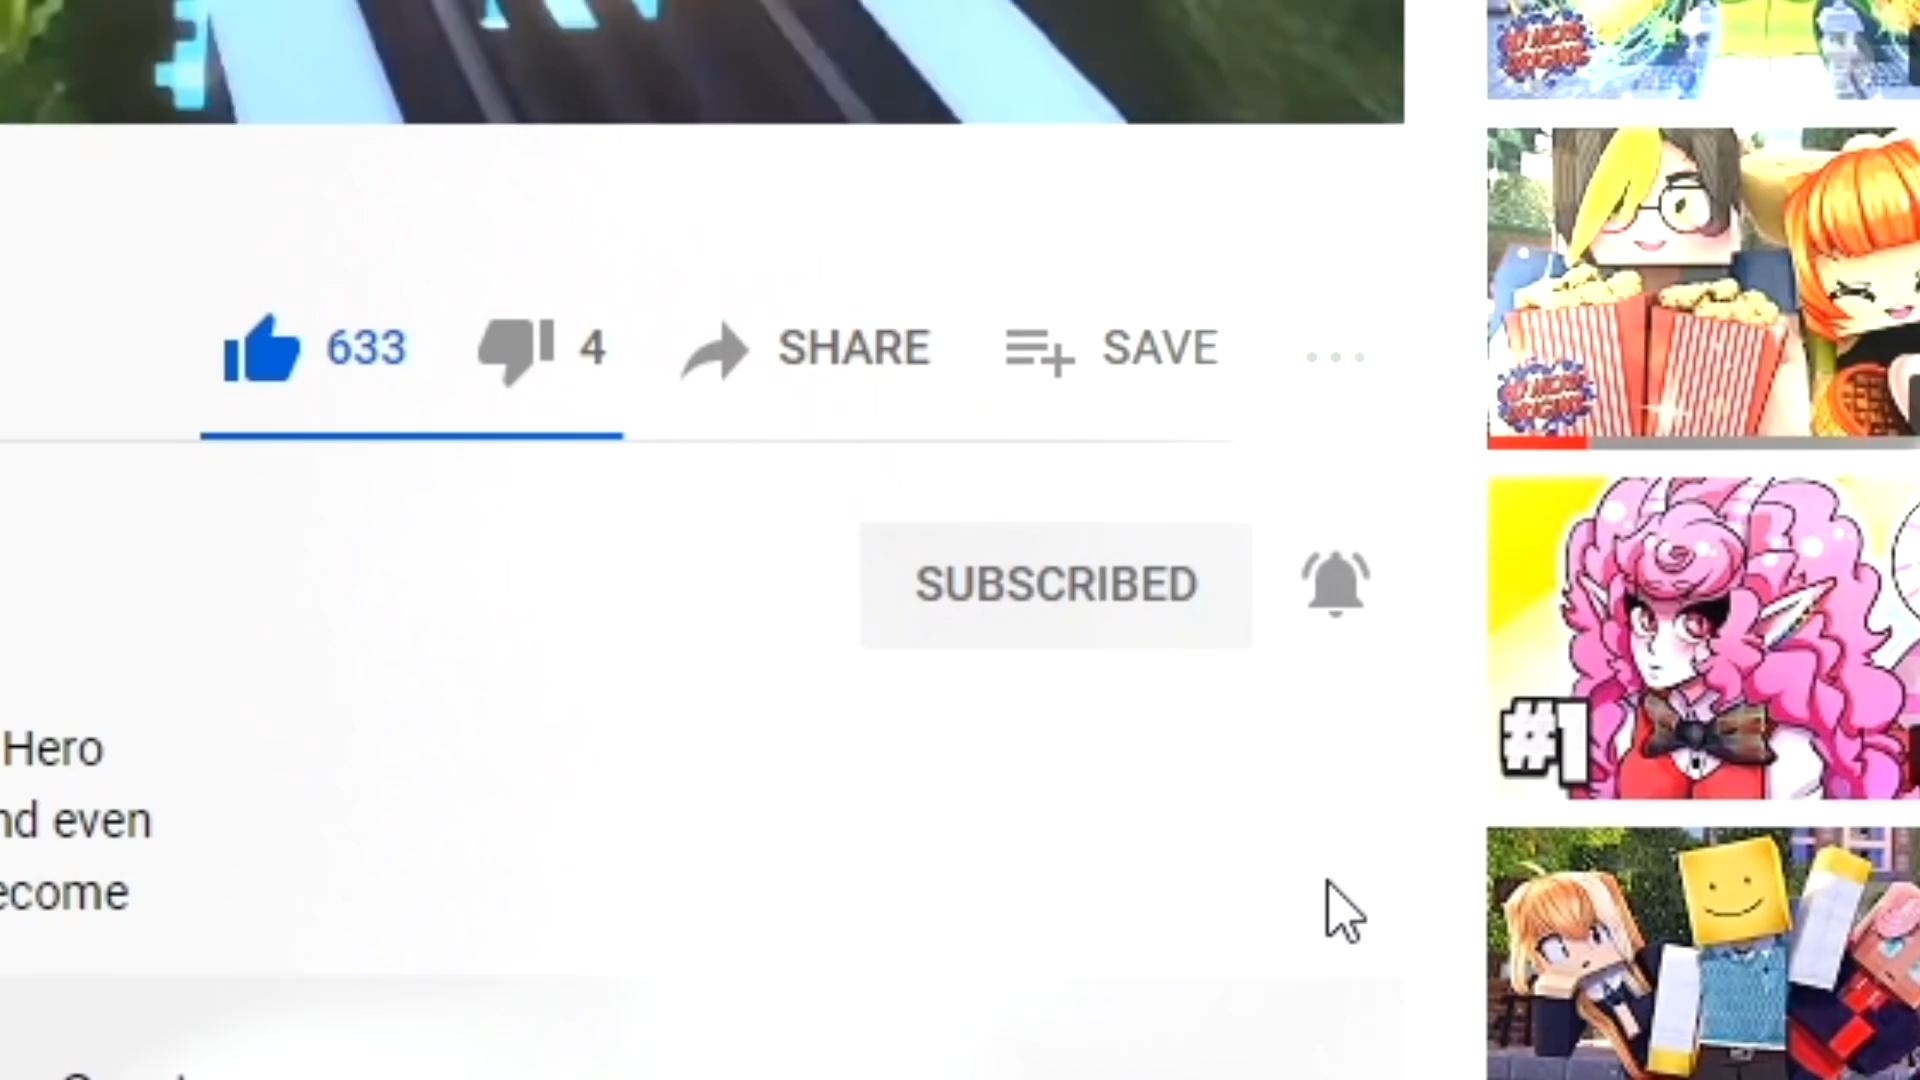 633 4 SHARE SAVE
SUBSCRIBED
Hero
nd even
ecome
#1